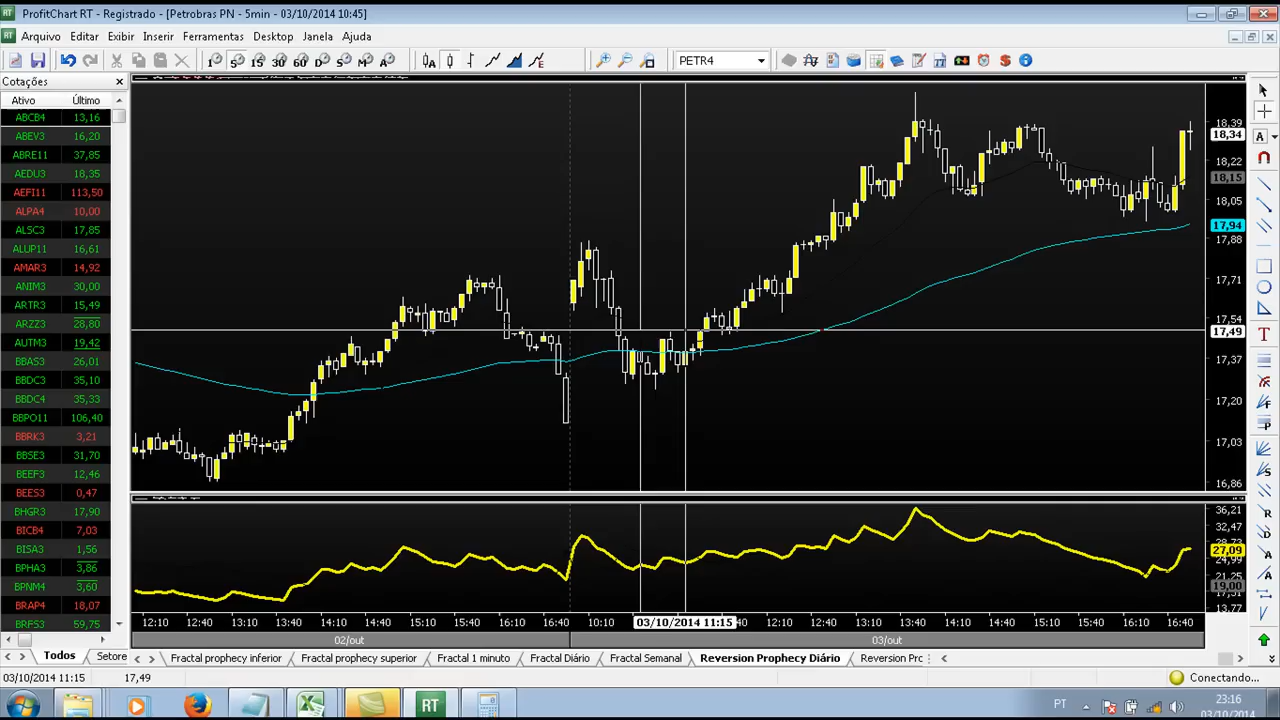 ProfitChart RT - Registrado - [Petrobras PN - 5min - 03/10/2014 10:45]
Arquivo Editar Exibir Inserir Ferramentas Desktop Janela Ajuda
PETR4
Cotações
Ativo Último
ABCB4 13,16
ABEV3 16,20
ABRE11 37,85
AEDU3 18,35
AEFI11 113,50
ALPA4 10,00
ALSC3 17,85
ALUP11 16,61
AMAR3 14,92
ANIM3 30,00
ARTR3 15,49
ARZZ3 28,80
AUTM3 19,42
BBAS3 26,01
BBDC3 35,10
BBDC4 35,33
BBPO11 106,40
BBRK3 3,21
BBSE3 31,70
BEEF3 12,46
BEES3 0,47
BHGR3 17,90
BICB4 7,03
BISA3 1,56
BPHA3 3,86
BPNM4 3,60
BRAP4 18,07
BRFS3 59,75
18,39
18,34
18,22
18,15
18,05
17,94
17,88
17,71
17,54
17,49
17,37
17,20
17,03
16,86
36,21
32,47
28,73
27,09
24,99
21,25
19,00
17,51
13,77
12:10 12:40 13:10 13:40 14:10 14:40 15:10 15:40 16:10 16:40 10:10 03/10/2014 11:15 12:10 12:40 13:10 13:40 14:10 14:40 15:10 15:40 16:10 16:40
02/out 03/out
Todos Setore Fractal prophecy inferior Fractal prophecy superior Fractal 1 minuto Fractal Diário Fractal Semanal Reversion Prophecy Diário Reversion Prc
03/10/2014 11:15 17,49 Conectando...
RT PT 23:16
03/10/2014